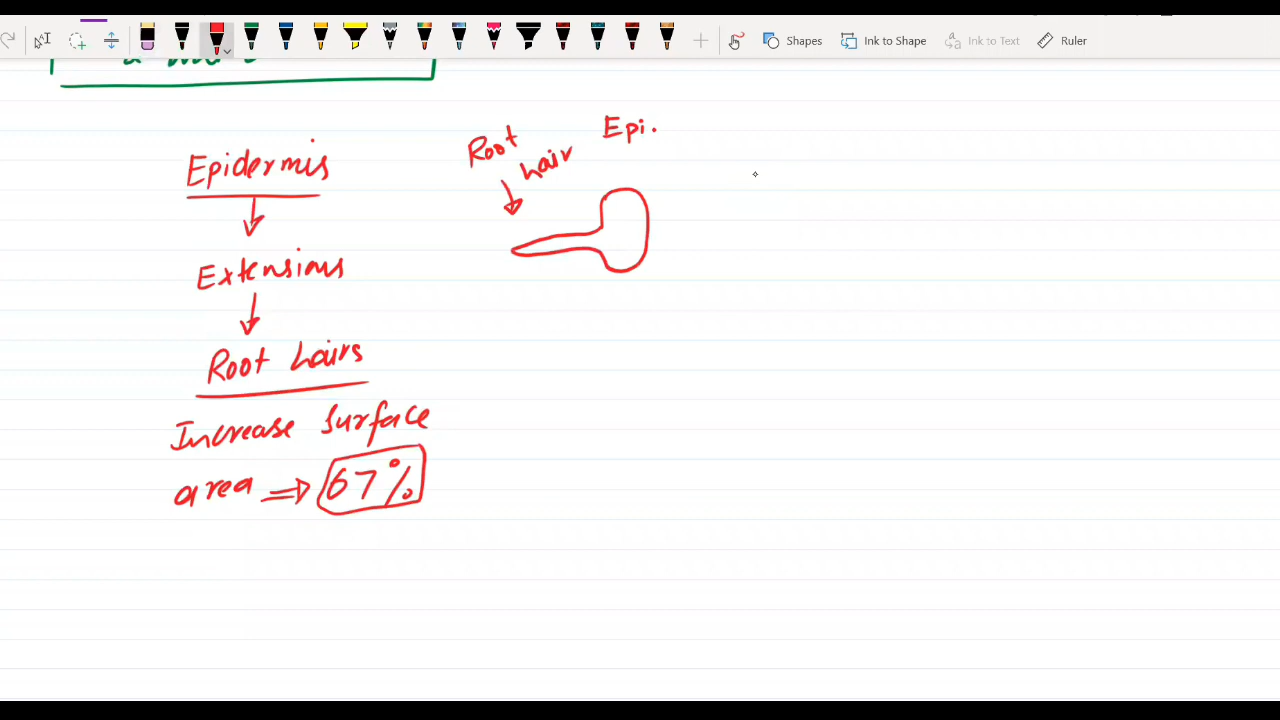 Shapes
Ink to Shape
Ink to Text
Ruler
Epidermis
Extensions
Root hairs
Increase surface
area ⇒ 67%
Root
hair
Epi.